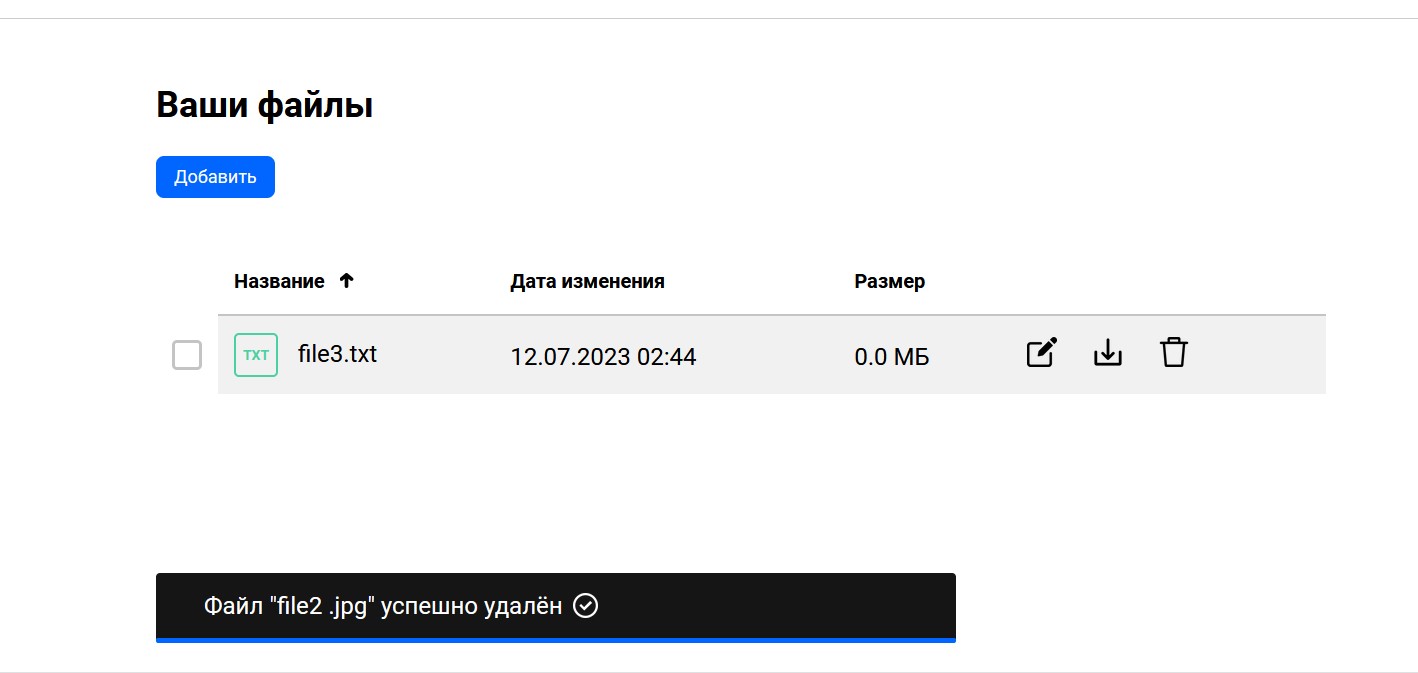 Ваши файлы
Добавить
Название Дата изменения Размер
TXT file3.txt 12.07.2023 02:44 0.0 МБ
Файл "file2 .jpg" успешно удалён